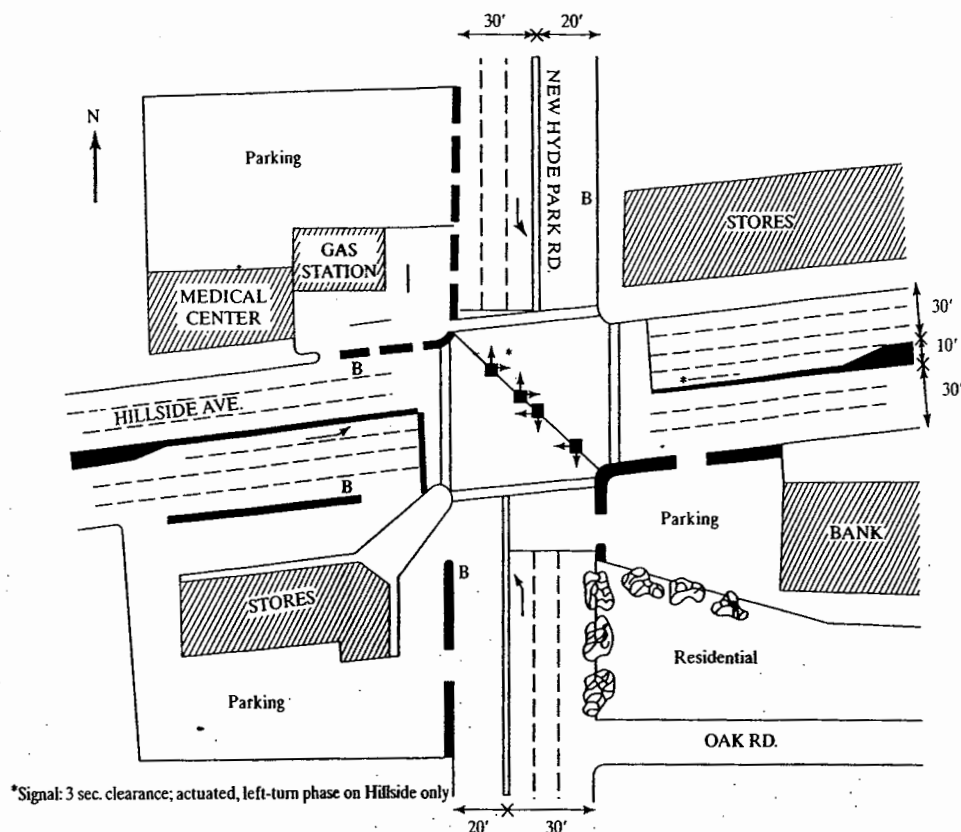 30'
20'
N
Parking
NEW HYDE PARK RD.
B
STORES
GAS
STATION
MEDICAL
CENTER
30'
10'
30'
*
*
B
HILLSIDE AVE.
B
Parking
BANK
B
STORES
Residential
Parking
OAK RD.
*Signal: 3 sec. clearance; actuated, left-turn phase on Hillside only
20'
30'